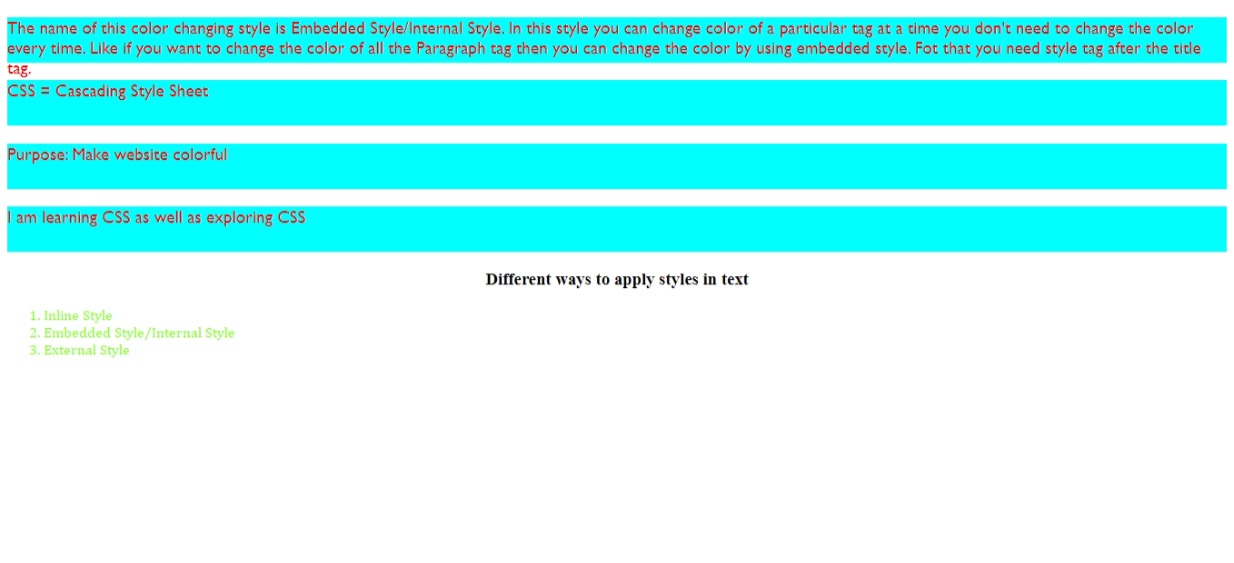 The name of this color changing style is Embedded Style/Internal Style. In this style you can change color of a particular tag at a time you don't need to change the color
every time. Like if you want to change the color of all the Paragraph tag then you can change the color by using embedded style. Fot that you need style tag after the title
tag.
CSS = Cascading Style Sheet
Purpose: Make website colorful
I am learning CSS as well as exploring CSS
Different ways to apply styles in text
1. Inline Style
2. Embedded Style/Internal Style
3. External Style